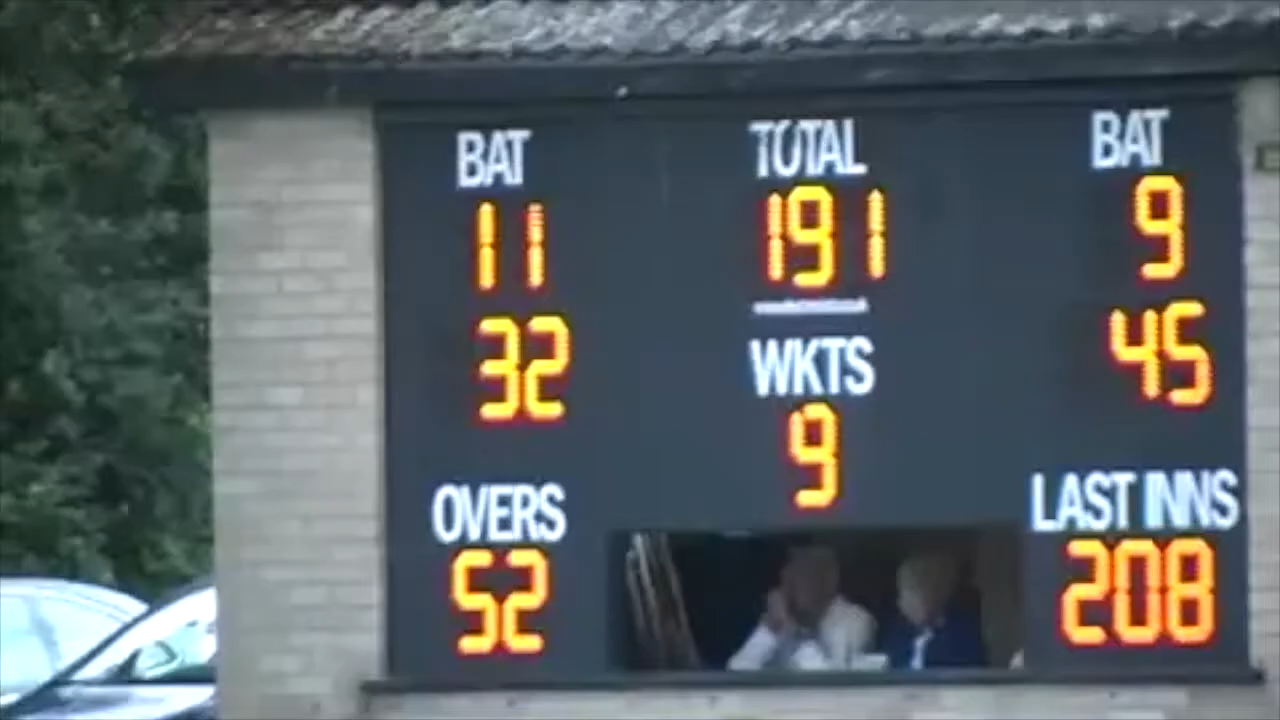 BAT TOTAL BAT
11 191 9
32 WKTS 45
9
OVERS LAST INNS
52 208